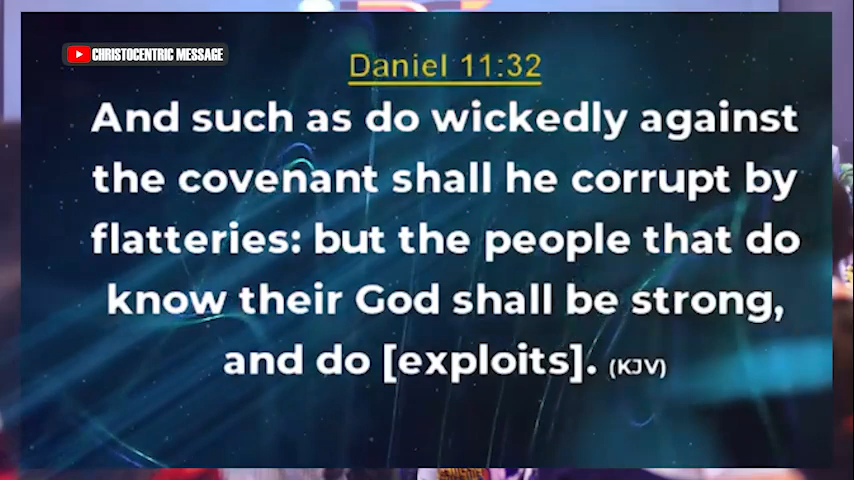 CHRISTOCENTRIC MESSAGE
Daniel 11:32
And such as do wickedly against
the covenant shall he corrupt by
flatteries: but the people that do
know their God shall be strong,
and do [exploits]. (KJV)